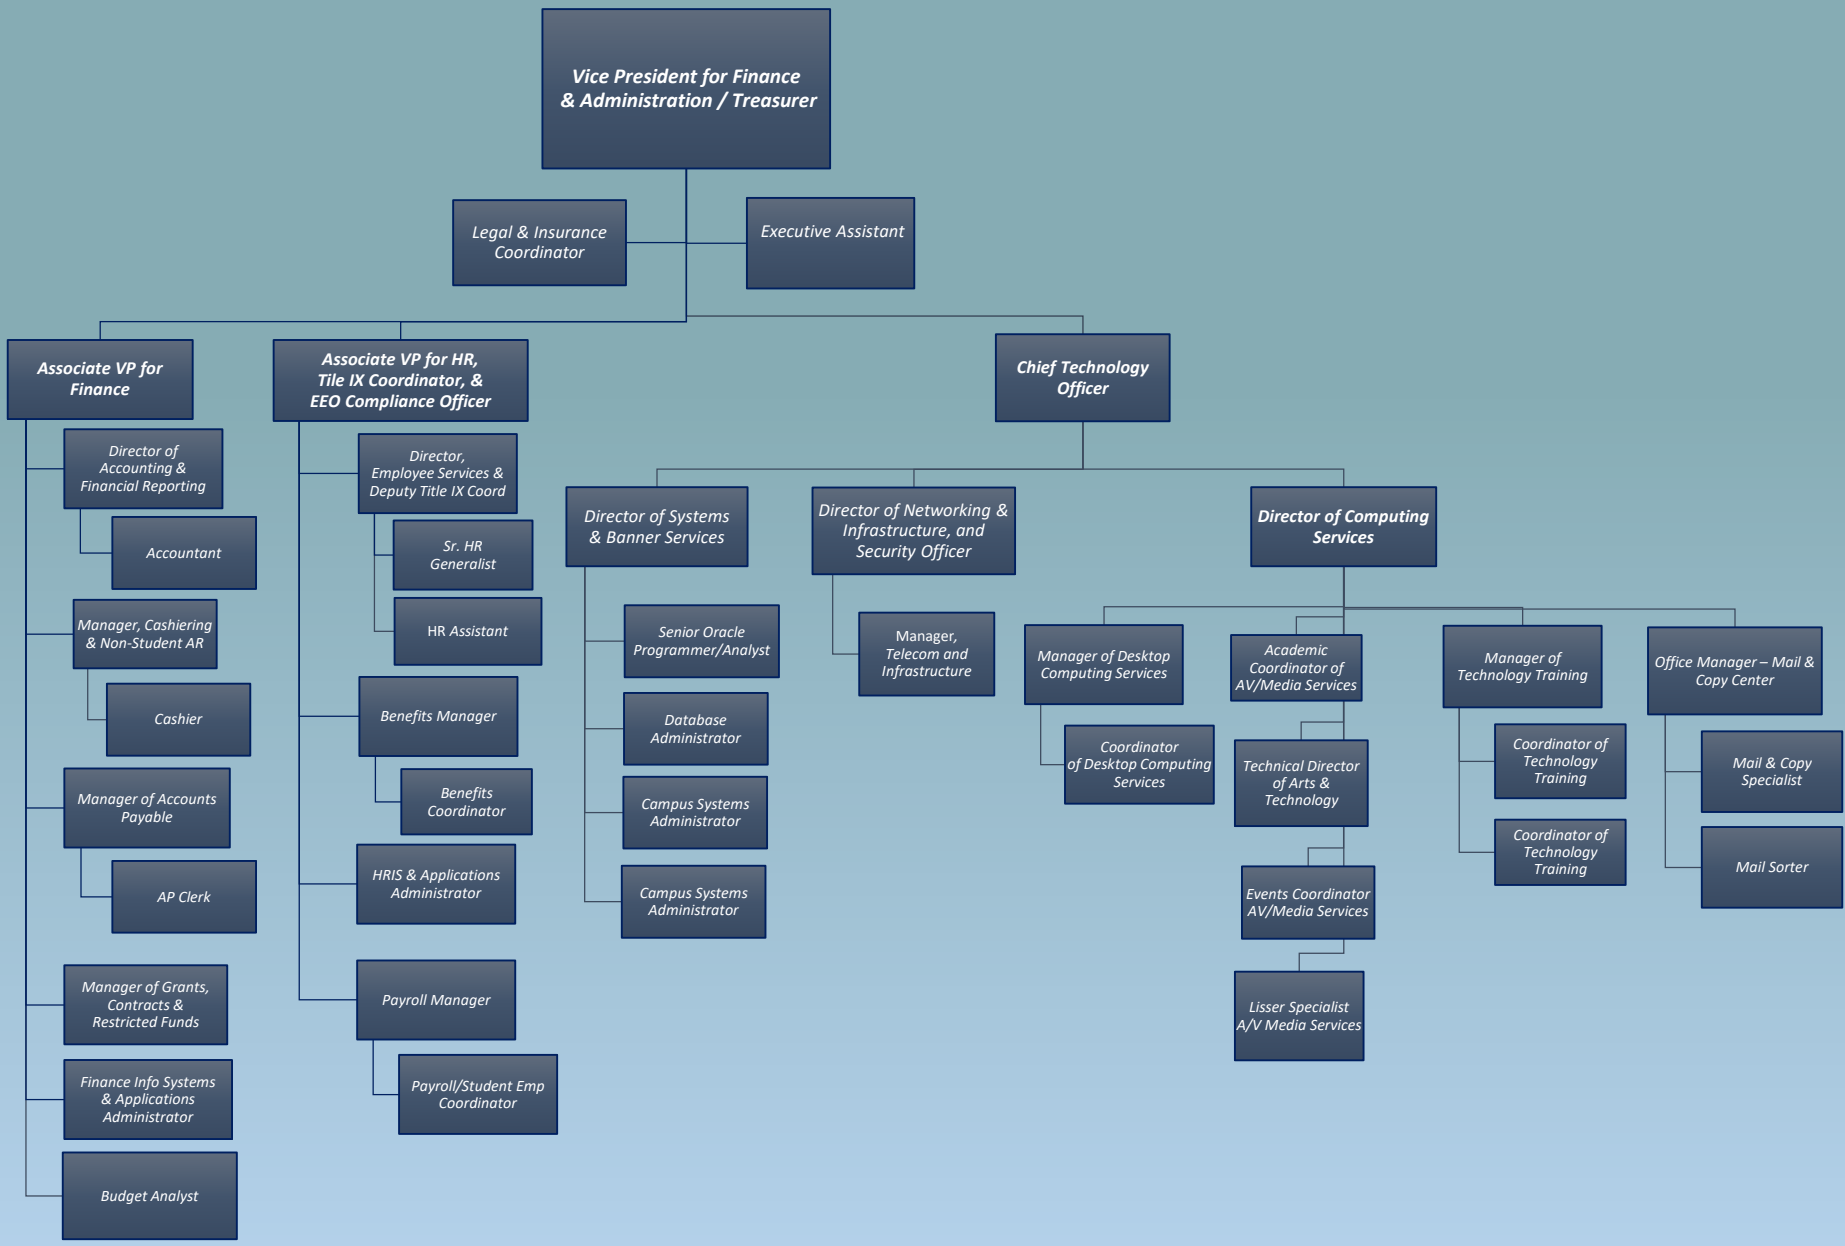 Vice President for Finance
& Administration / Treasurer
Legal & Insurance
Coordinator
Executive Assistant
Associate VP for
Finance
Director of
Accounting &
Financial Reporting
Accountant
Manager, Cashiering
& Non-Student AR
Cashier
Manager of Accounts
Payable
AP Clerk
Manager of Grants,
Contracts &
Restricted Funds
Finance Info Systems
& Applications
Administrator
Budget Analyst
Associate VP for HR,
Tile IX Coordinator, &
EEO Compliance Officer
Director,
Employee Services &
Deputy Title IX Coord
Sr. HR
Generalist
HR Assistant
Benefits Manager
Benefits
Coordinator
HRIS & Applications
Administrator
Payroll Manager
Payroll/Student Emp
Coordinator
Chief Technology
Officer
Director of Systems
& Banner Services
Senior Oracle
Programmer/Analyst
Database
Administrator
Campus Systems
Administrator
Campus Systems
Administrator
Director of Networking &
Infrastructure, and
Security Officer
Manager,
Telecom and
Infrastructure
Director of Computing
Services
Manager of Desktop
Computing Services
Coordinator
of Desktop Computing
Services
Academic
Coordinator of
AV/Media Services
Technical Director
of Arts &
Technology
Events Coordinator
AV/Media Services
Lisser Specialist
A/V Media Services
Manager of
Technology Training
Coordinator of
Technology
Training
Coordinator of
Technology
Training
Office Manager – Mail &
Copy Center
Mail & Copy
Specialist
Mail Sorter